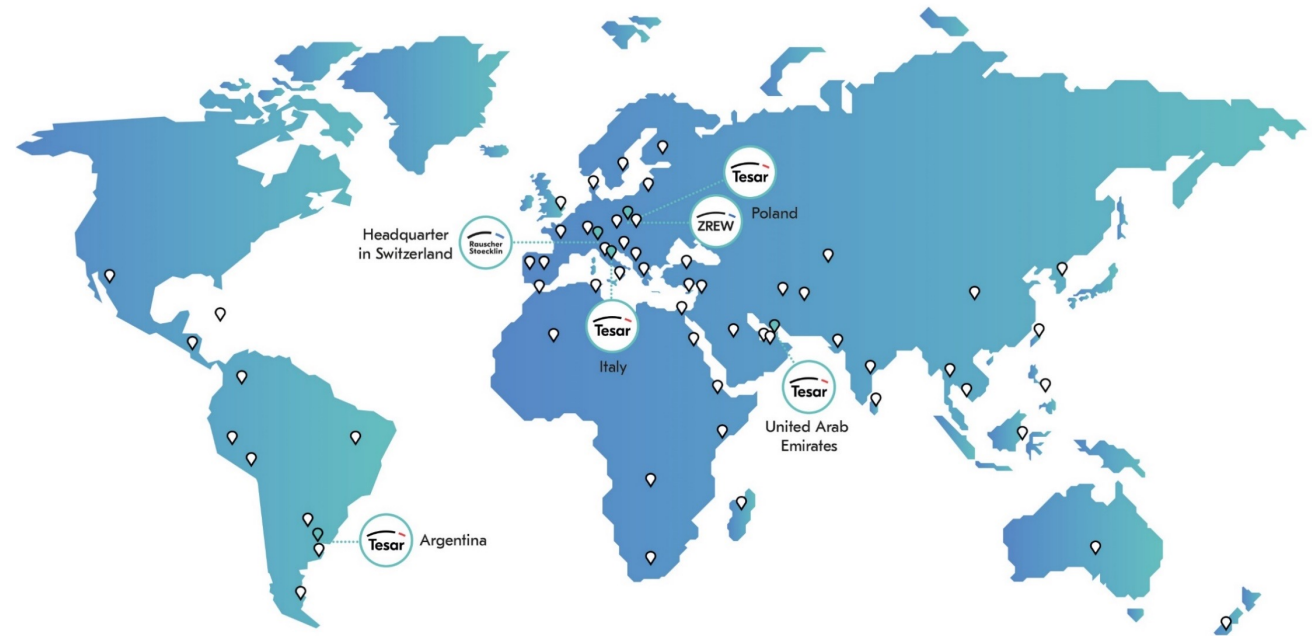 Tesar
ZREW
Poland
Headquarter
in Switzerland
Rauscher
Stoecklin
Tesar
Italy
Tesar
United Arab
Emirates
Tesar
Argentina